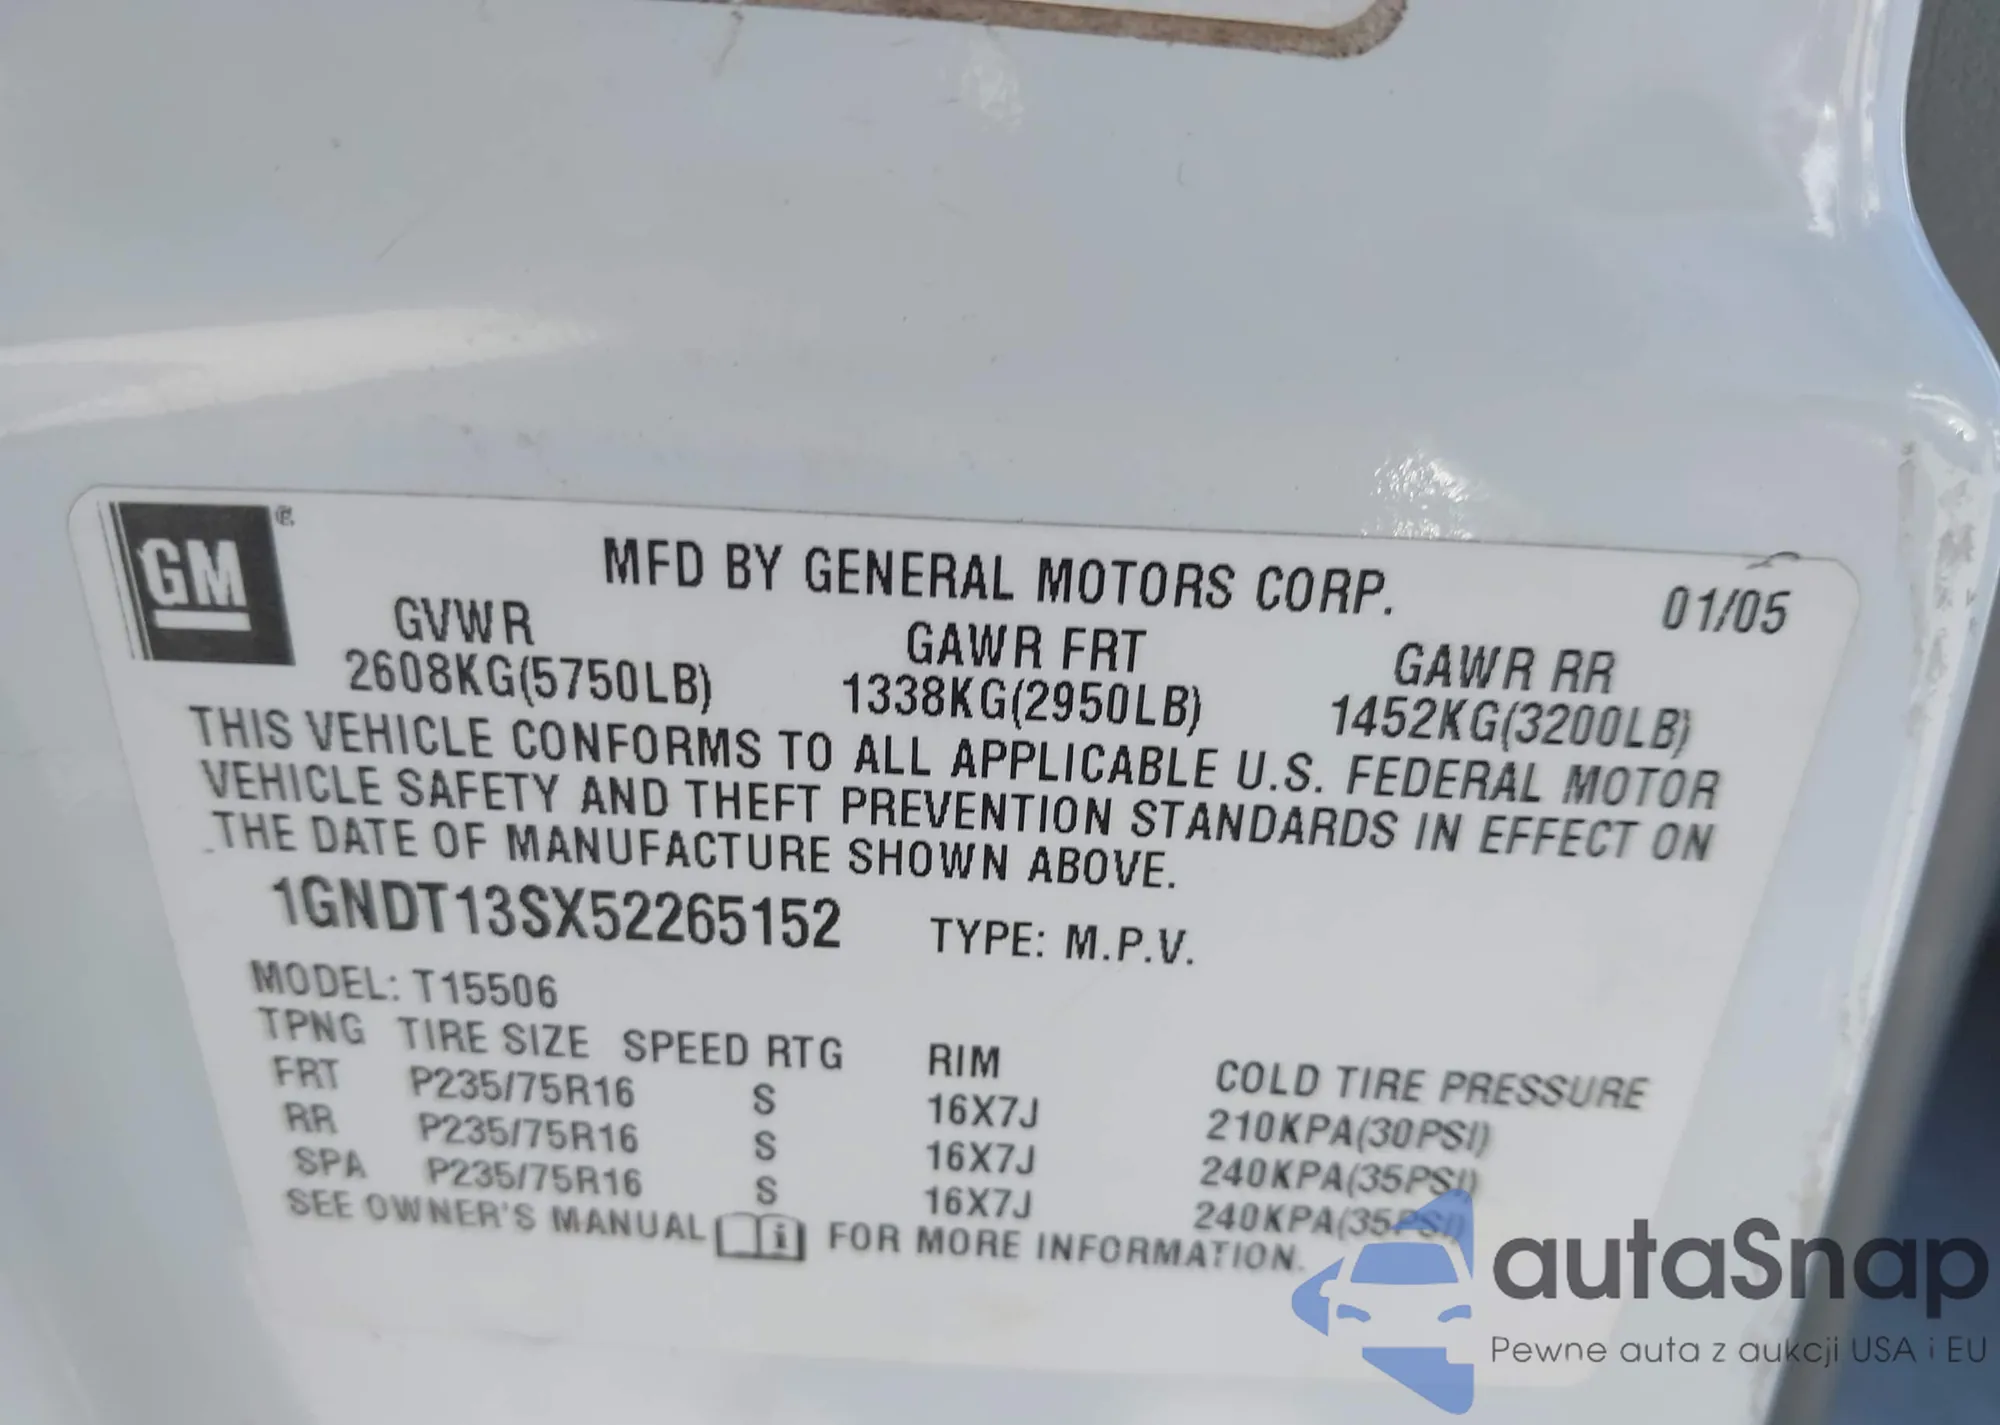 GM
MFD BY GENERAL MOTORS CORP.
01/05
GVWR GAWR FRT GAWR RR
2608KG(5750LB) 1338KG(2950LB) 1452KG(3200LB)
THIS VEHICLE CONFORMS TO ALL APPLICABLE U.S. FEDERAL MOTOR
VEHICLE SAFETY AND THEFT PREVENTION STANDARDS IN EFFECT ON
THE DATE OF MANUFACTURE SHOWN ABOVE.
1GNDT13SX52265152 TYPE: M.P.V.
MODEL: T15506
TPNG TIRE SIZE SPEED RTG RIM COLD TIRE PRESSURE
FRT P235/75R16 S 16X7J 210KPA(30PSI)
RR P235/75R16 S 16X7J 240KPA(35PSI)
SPA P235/75R16 S 16X7J 240KPA(35PSI)
SEE OWNER'S MANUAL FOR MORE INFORMATION.
autaSnap
Pewne auta z aukcji USA i EU